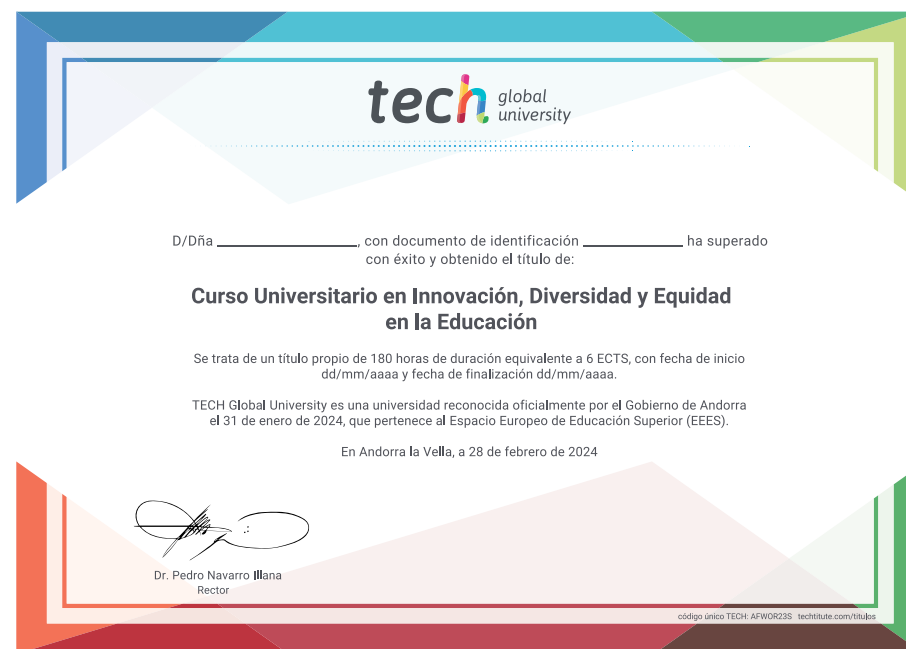 tech global
university
D/Dña ______________, con documento de identificación __________ ha superado
con éxito y obtenido el título de:
Curso Universitario en Innovación, Diversidad y Equidad
en la Educación
Se trata de un título propio de 180 horas de duración equivalente a 6 ECTS, con fecha de inicio
dd/mm/aaaa y fecha de finalización dd/mm/aaaa.
TECH Global University es una universidad reconocida oficialmente por el Gobierno de Andorra
el 31 de enero de 2024, que pertenece al Espacio Europeo de Educación Superior (EEES).
En Andorra la Vella, a 28 de febrero de 2024
Dr. Pedro Navarro Illana
Rector
código único TECH: AFWOR23S techtitute.com/titulos